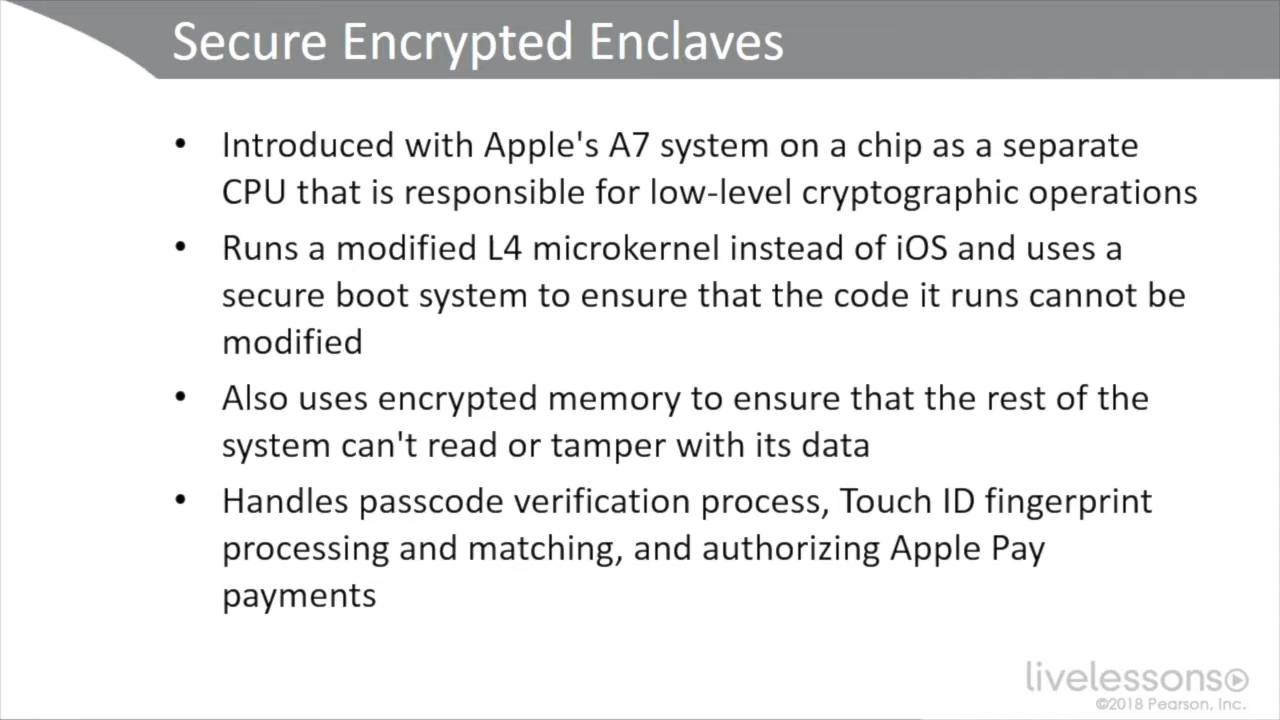 Secure Encrypted Enclaves
• Introduced with Apple's A7 system on a chip as a separate
CPU that is responsible for low-level cryptographic operations
• Runs a modified L4 microkernel instead of iOS and uses a
secure boot system to ensure that the code it runs cannot be
modified
• Also uses encrypted memory to ensure that the rest of the
system can't read or tamper with its data
• Handles passcode verification process, Touch ID fingerprint
processing and matching, and authorizing Apple Pay
payments
livelessons
©2018 Pearson, Inc.